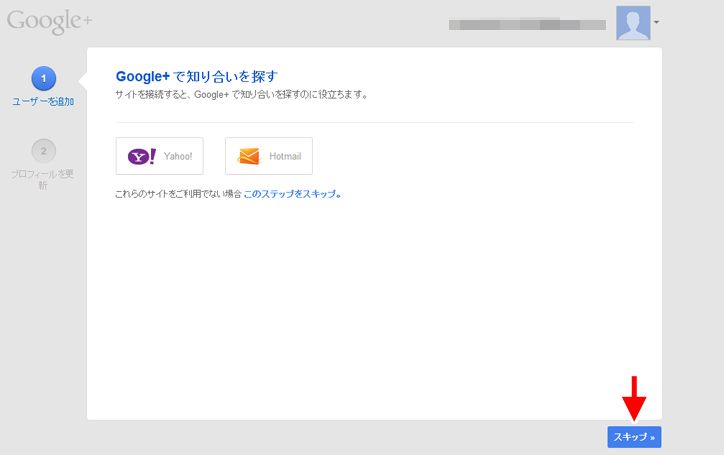 Google+
1
ユーザーを追加
2
プロフィールを更
新
Google+ で知り合いを探す
サイトを接続すると、Google+ で知り合いを探すのに役立ちます。
Yahoo!
Hotmail
これらのサイトをご利用でない場合 このステップをスキップ。
スキップ »